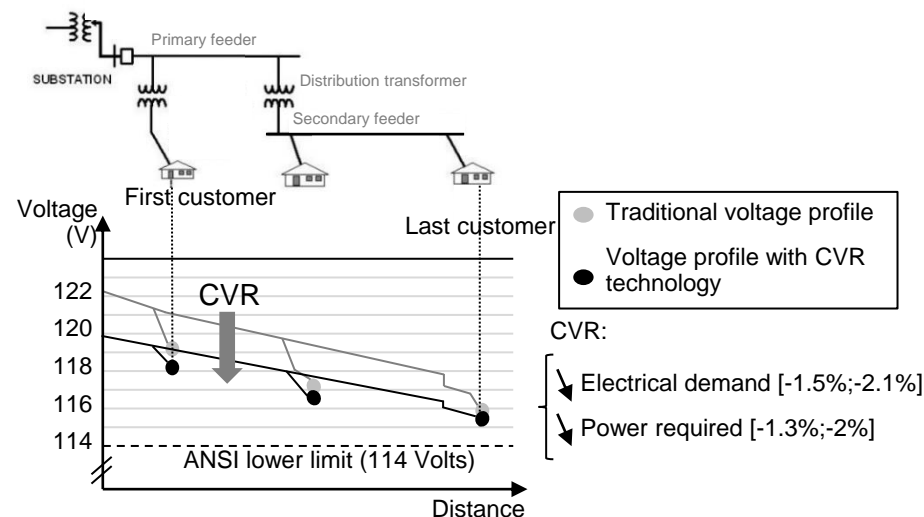 Primary feeder
SUBSTATION
Distribution transformer
Secondary feeder
First customer
Last customer
Voltage
(V)
Traditional voltage profile
Voltage profile with CVR
technology
CVR
122
120
118
116
114
ANSI lower limit (114 Volts)
Distance
CVR:
Electrical demand [-1.5%;-2.1%]
Power required [-1.3%;-2%]